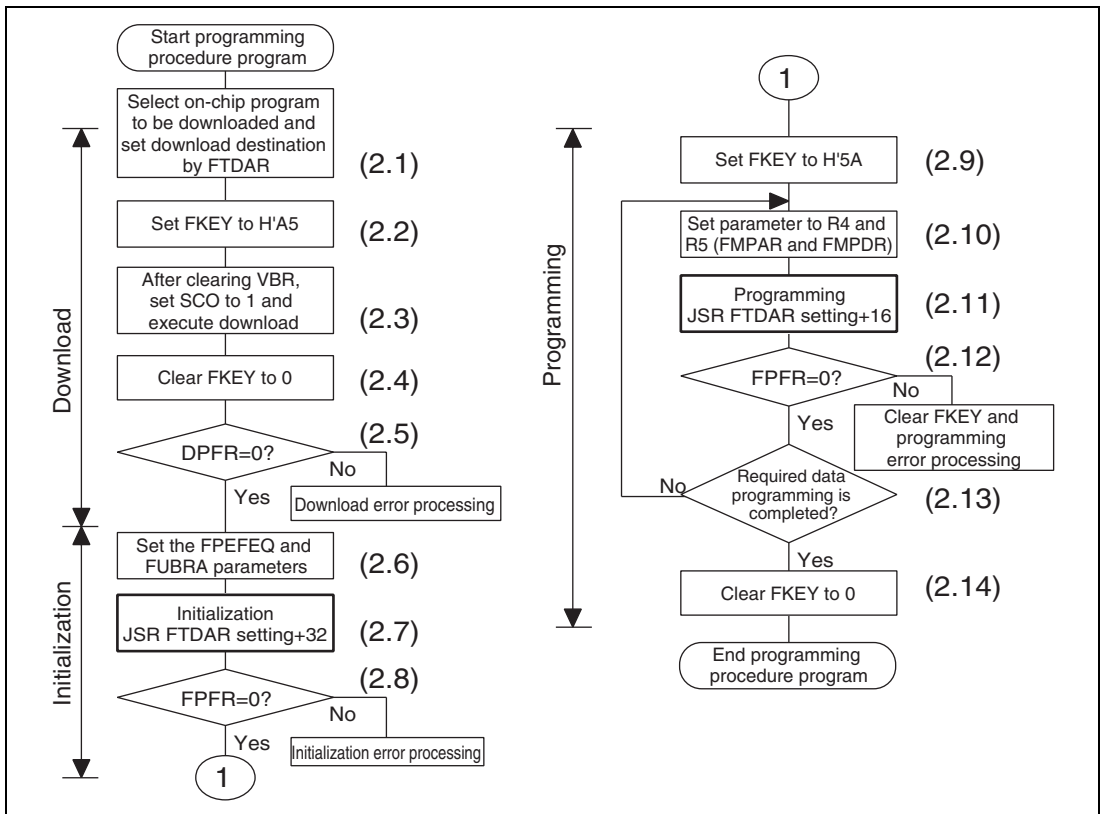 Start programming
procedure program
Select on-chip program
to be downloaded and
set download destination
by FTDAR
(2.1)
Set FKEY to H'A5
(2.2)
After clearing VBR,
set SCO to 1 and
execute download
(2.3)
Clear FKEY to 0
(2.4)
DPFR=0?
(2.5)
No
Yes
Download error processing
Download
Set the FPEFEQ and
FUBRA parameters
(2.6)
Initialization
JSR FTDAR setting+32
(2.7)
FPFR=0?
(2.8)
No
Yes
Initialization error processing
Initialization
1
1
Set FKEY to H'5A
(2.9)
Set parameter to R4 and
R5 (FMPAR and FMPDR)
(2.10)
Programming
JSR FTDAR setting+16
(2.11)
FPFR=0?
(2.12)
No
Yes
Clear FKEY and
programming
error processing
Required data
programming is
completed?
(2.13)
No
Yes
Clear FKEY to 0
(2.14)
Programming
End programming
procedure program